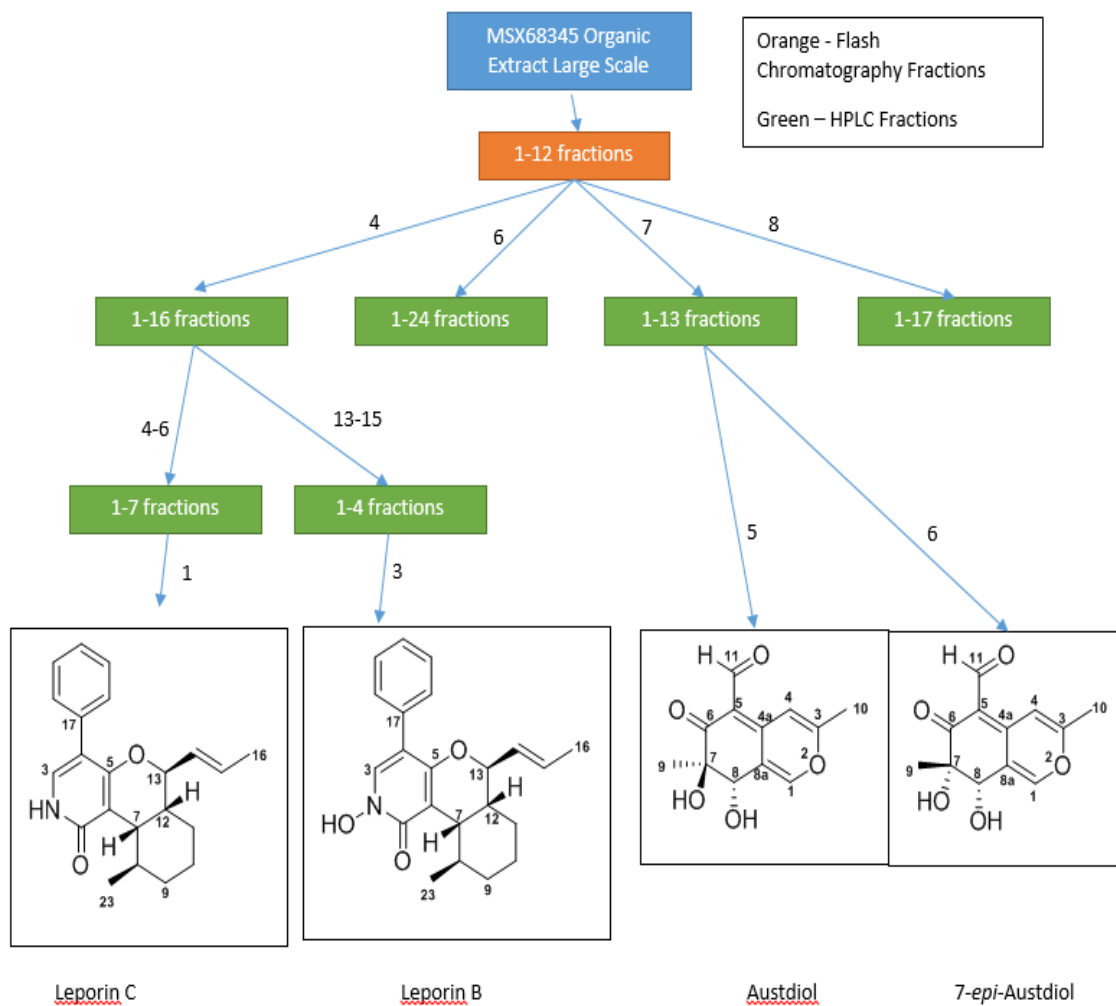 MSX68345 Organic
Extract Large Scale
Orange - Flash
Chromatography Fractions
Green – HPLC Fractions
1-12 fractions
4
6
7
8
1-16 fractions
1-24 fractions
1-13 fractions
1-17 fractions
4-6
13-15
5
6
1-7 fractions
1-4 fractions
1
3
17
O
16
5
3
13
H
HN
7
12
H
O
23
9
17
O
16
5
3
13
H
N
7
12
HO
H
O
23
9
H
11
O
5
4
10
O
6
4a
3
7
8
2
O
9
8a
1
HO
OH
H
11
O
5
4
10
O
6
4a
3
7
8
2
O
9
8a
1
HO
OH
Leporin C
Leporin B
Austdiol
7-epi-Austdiol